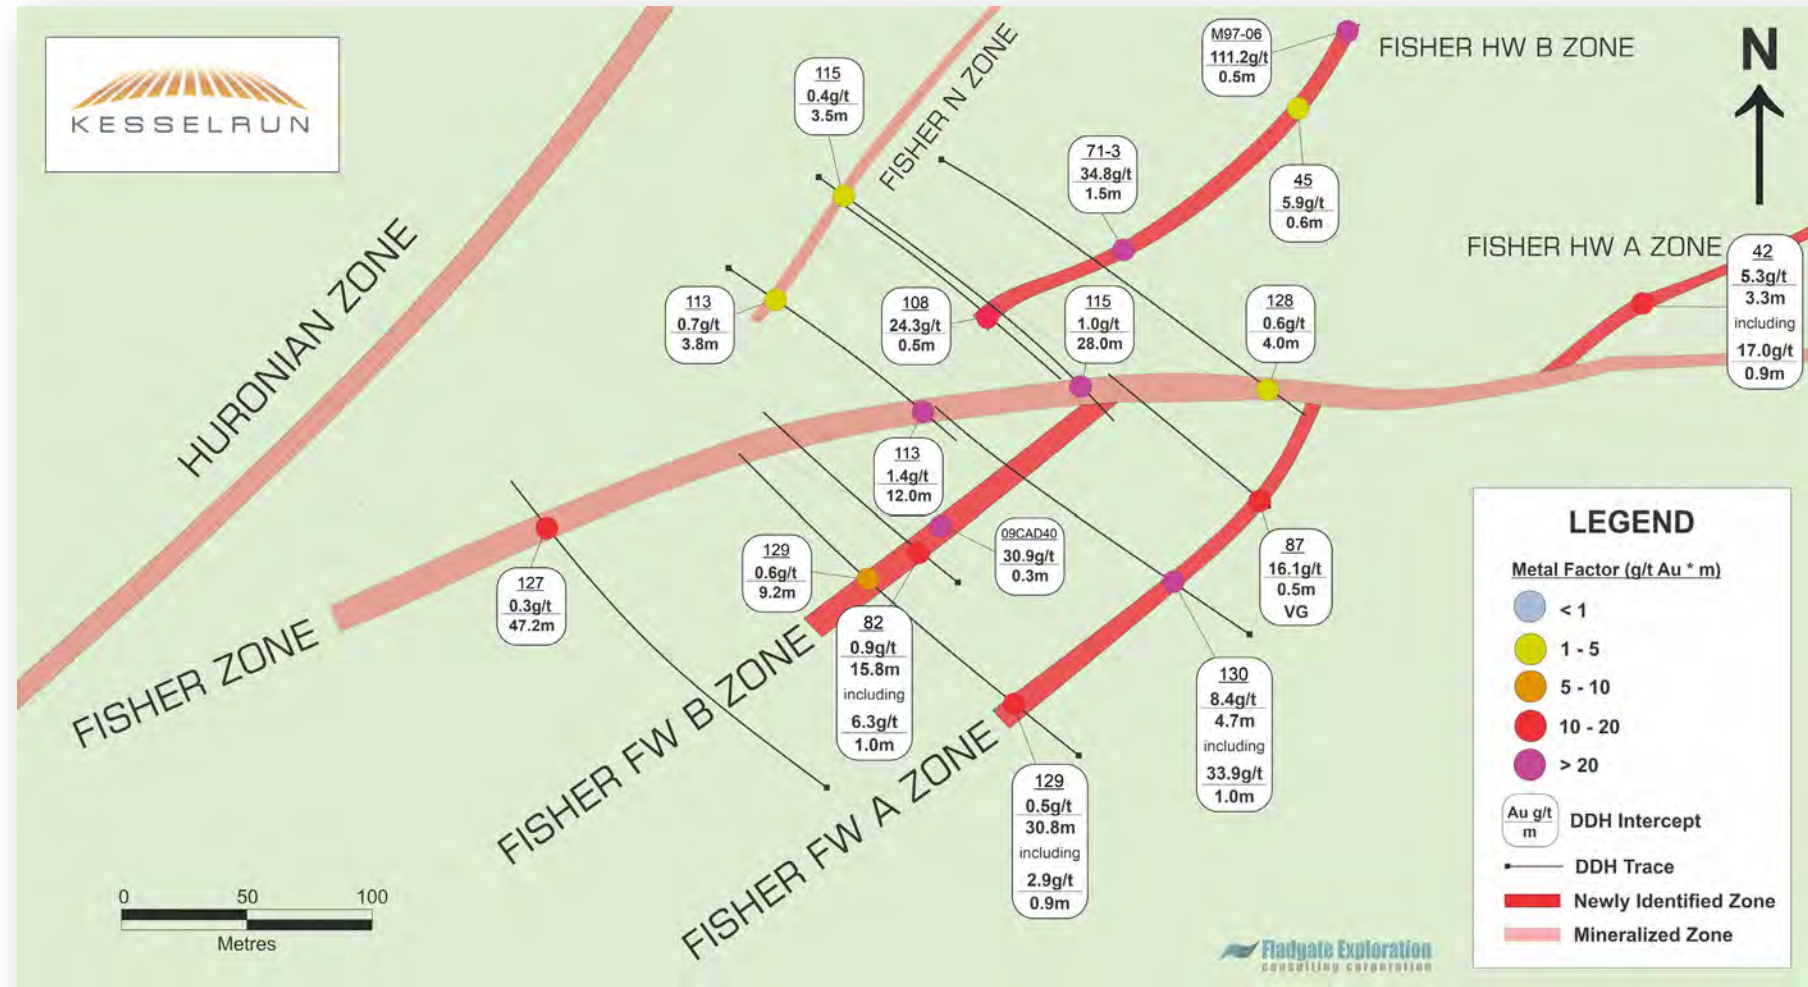 KESSELRUN
HURONIAN ZONE
FISHER N ZONE
FISHER HW B ZONE
FISHER HW A ZONE
FISHER ZONE
FISHER FW B ZONE
FISHER FW A ZONE
N
M97-06
111.2g/t
0.5m
115
0.4g/t
3.5m
71-3
34.8g/t
1.5m
45
5.9g/t
0.6m
42
5.3g/t
3.3m
including
17.0g/t
0.9m
113
0.7g/t
3.8m
108
24.3g/t
0.5m
115
1.0g/t
28.0m
128
0.6g/t
4.0m
113
1.4g/t
12.0m
09CAD40
30.9g/t
0.3m
129
0.6g/t
9.2m
87
16.1g/t
0.5m
VG
127
0.3g/t
47.2m
82
0.9g/t
15.8m
including
6.3g/t
1.0m
130
8.4g/t
4.7m
including
33.9g/t
1.0m
129
0.5g/t
30.8m
including
2.9g/t
0.9m
0 50 100
Metres
Fladgate Exploration
consulting corporation
LEGEND
Metal Factor (g/t Au * m)
< 1
1 - 5
5 - 10
10 - 20
> 20
Au g/t
m
DDH Intercept
DDH Trace
Newly Identified Zone
Mineralized Zone